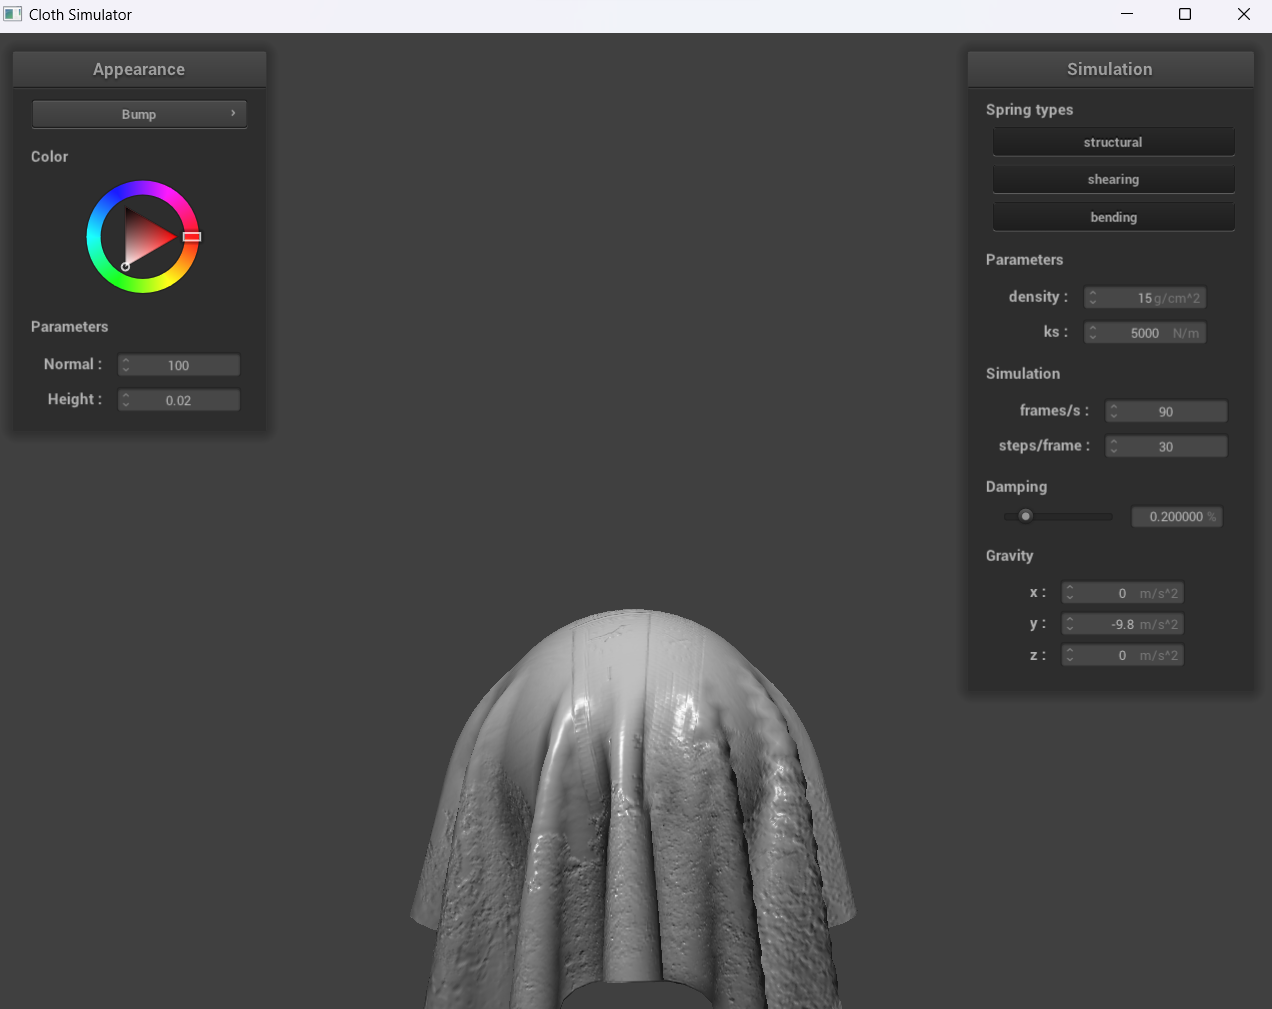 Cloth Simulator
Appearance
Bump
Color
Parameters
Normal : 100
Height : 0.02
Simulation
Spring types
structural
shearing
bending
Parameters
density : 15 g/cm^2
ks : 5000 N/m
Simulation
frames/s : 90
steps/frame : 30
Damping
0.200000 %
Gravity
x : 0 m/s^2
y : -9.8 m/s^2
z : 0 m/s^2